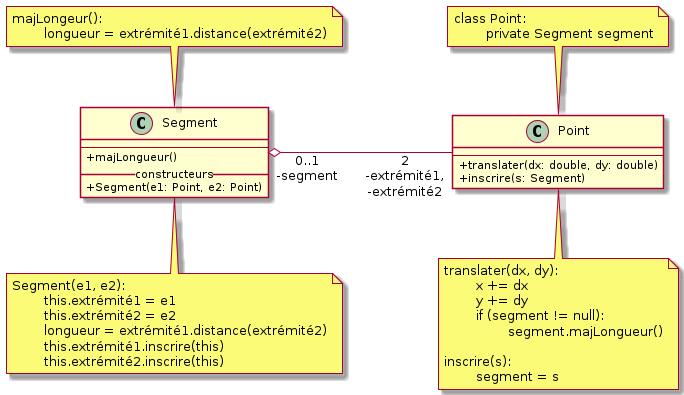 majLongeur():
longueur = extrémité1.distance(extrémité2)
class Point:
private Segment segment
C Segment
+majLongueur()
constructeurs
+Segment(e1: Point, e2: Point)
0..1
-segment
2
-extrémité1,
-extrémité2
C Point
+translater(dx: double, dy: double)
+inscrire(s: Segment)
Segment(e1, e2):
this.extrémité1 = e1
this.extrémité2 = e2
longueur = extrémité1.distance(extrémité2)
this.extrémité1.inscrire(this)
this.extrémité2.inscrire(this)
translater(dx, dy):
x += dx
y += dy
if (segment != null):
segment.majLongueur()
inscrire(s):
segment = s